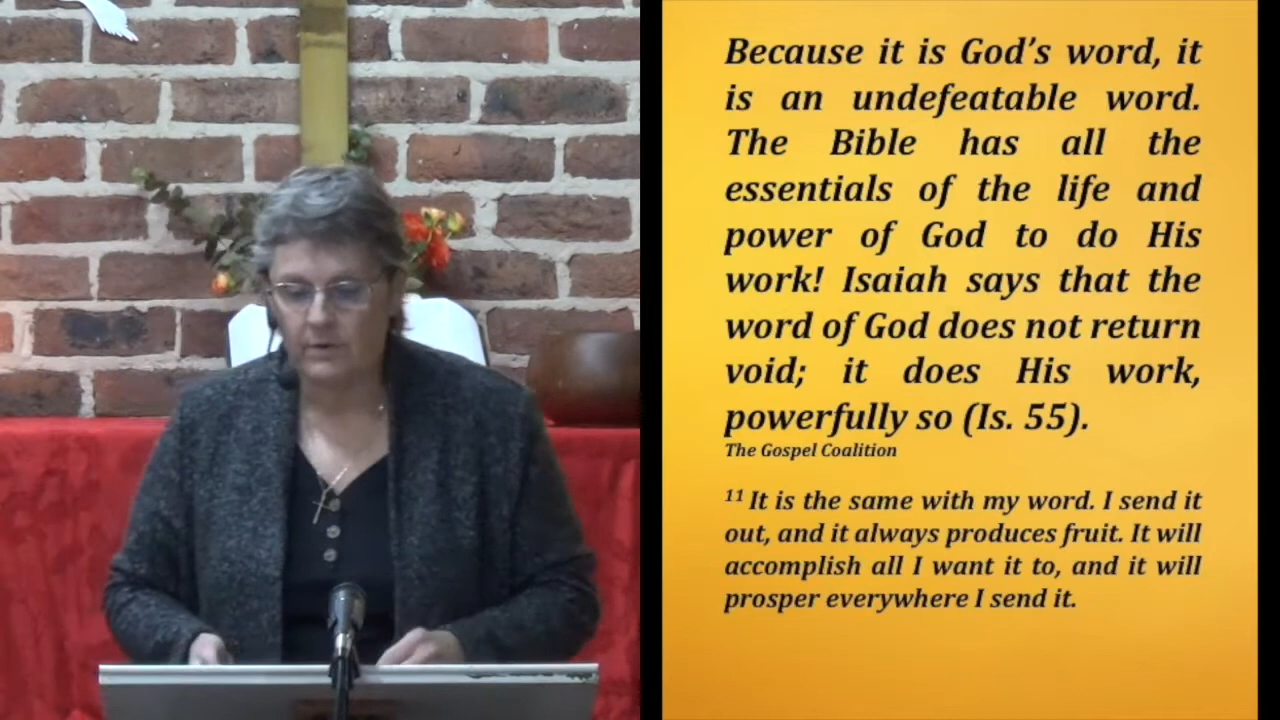 Because it is God's word, it
is an undefeatable word.
The Bible has all the
essentials of the life and
power of God to do His
work! Isaiah says that the
word of God does not return
void; it does His work,
powerfully so (Is. 55).
The Gospel Coalition
11 It is the same with my word. I send it
out, and it always produces fruit. It will
accomplish all I want it to, and it will
prosper everywhere I send it.